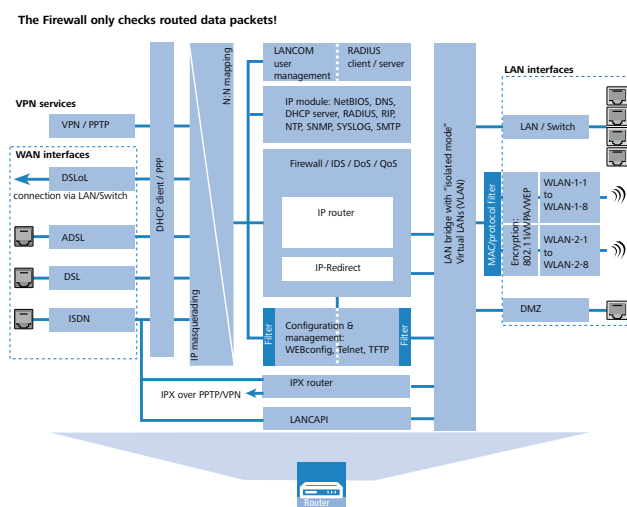 The Firewall only checks routed data packets!
LANCOM
user
management
RADIUS
client / server
N:N mapping
LAN interfaces
IP module: NetBIOS, DNS,
DHCP server, RADIUS, RIP,
NTP, SNMP, SYSLOG, SMTP
VPN services
VPN / PPTP
LAN / Switch
WAN interfaces
DSLoL
connection via LAN/Switch
DHCP client / PPP
Firewall / IDS / DoS / QoS
IP router
IP-Redirect
LAN bridge with "isolated mode"
Virtual LANs (VLAN)
MAC/protocol filter
Encryption:
802.11i/WPA/WEP
WLAN-1-1
to
WLAN-1-8
WLAN-2-1
to
WLAN-2-8
ADSL
DSL
ISDN
DMZ
IP masquerading
Filter
Configuration &
management:
WEBconfig, Telnet, TFTP
Filter
IPX router
IPX over PPTP/VPN
LANCAPI
Router